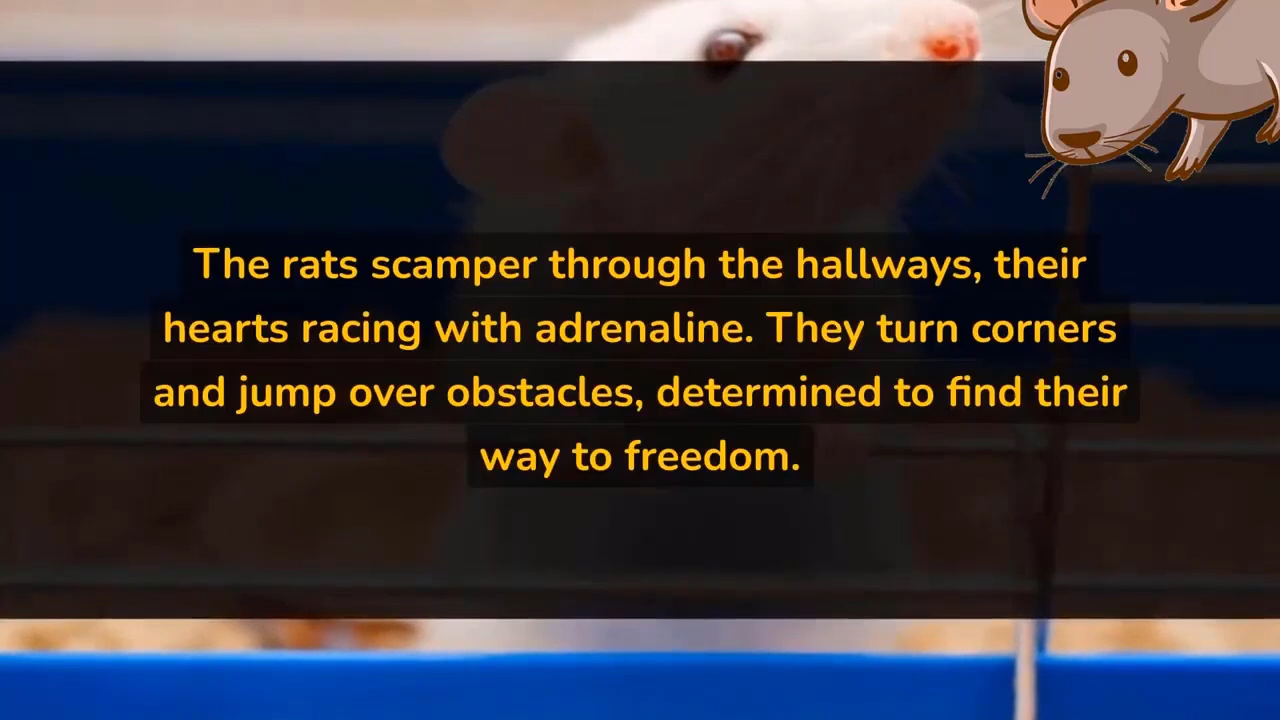 The rats scamper through the hallways, their
hearts racing with adrenaline. They turn corners
and jump over obstacles, determined to find their
way to freedom.